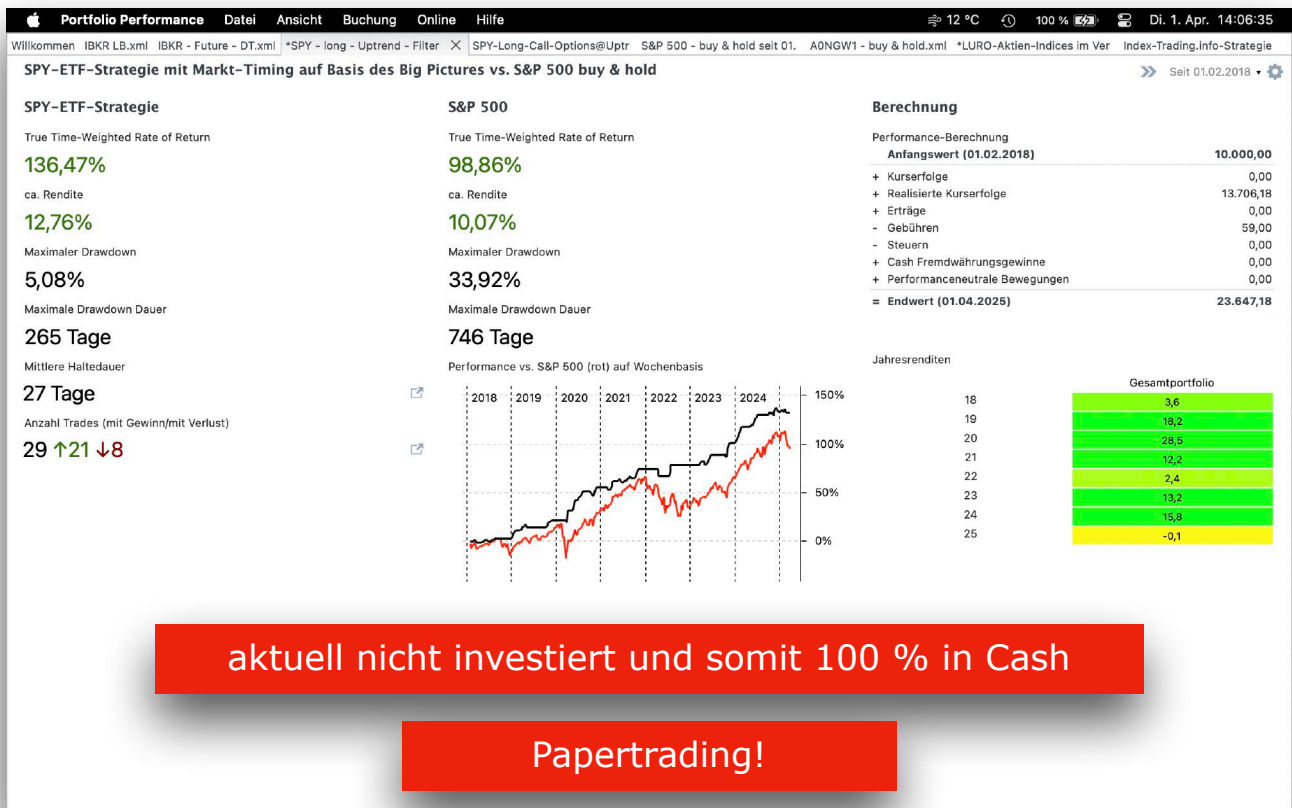 Portfolio Performance Datei Ansicht Buchung Online Hilfe 12 °C 100 % Di. 1. Apr. 14:06:35
Willkommen IBKR LB.xml IBKR - Future - DT.xml *SPY - long - Uptrend - Filter SPY-Long-Call-Options@Uptr S&P 500 - buy & hold seit 01. A0NGW1 - buy & hold.xml *LURO-Aktien-Indices im Ver Index-Trading.info-Strategie
SPY-ETF-Strategie mit Markt-Timing auf Basis des Big Pictures vs. S&P 500 buy & hold
Seit 01.02.2018
SPY-ETF-Strategie
True Time-Weighted Rate of Return
136,47%
ca. Rendite
12,76%
Maximaler Drawdown
5,08%
Maximale Drawdown Dauer
265 Tage
Mittlere Haltedauer
27 Tage
Anzahl Trades (mit Gewinn/mit Verlust)
29 ↑21 ↓8
S&P 500
True Time-Weighted Rate of Return
98,86%
ca. Rendite
10,07%
Maximaler Drawdown
33,92%
Maximale Drawdown Dauer
746 Tage
Performance vs. S&P 500 (rot) auf Wochenbasis
2018 2019 2020 2021 2022 2023 2024
150%
100%
50%
0%
Berechnung
Performance-Berechnung
Anfangswert (01.02.2018) 10.000,00
+ Kurserfolge 0,00
+ Realisierte Kurserfolge 13.706,18
+ Erträge 0,00
- Gebühren 59,00
- Steuern 0,00
+ Cash Fremdwährungsgewinne 0,00
+ Performanceneutrale Bewegungen 0,00
= Endwert (01.04.2025) 23.647,18
Jahresrenditen
Gesamtportfolio
18 3,6
19 18,2
20 28,5
21 12,2
22 2,4
23 13,2
24 15,8
25 -0,1
aktuell nicht investiert und somit 100 % in Cash
Papertrading!